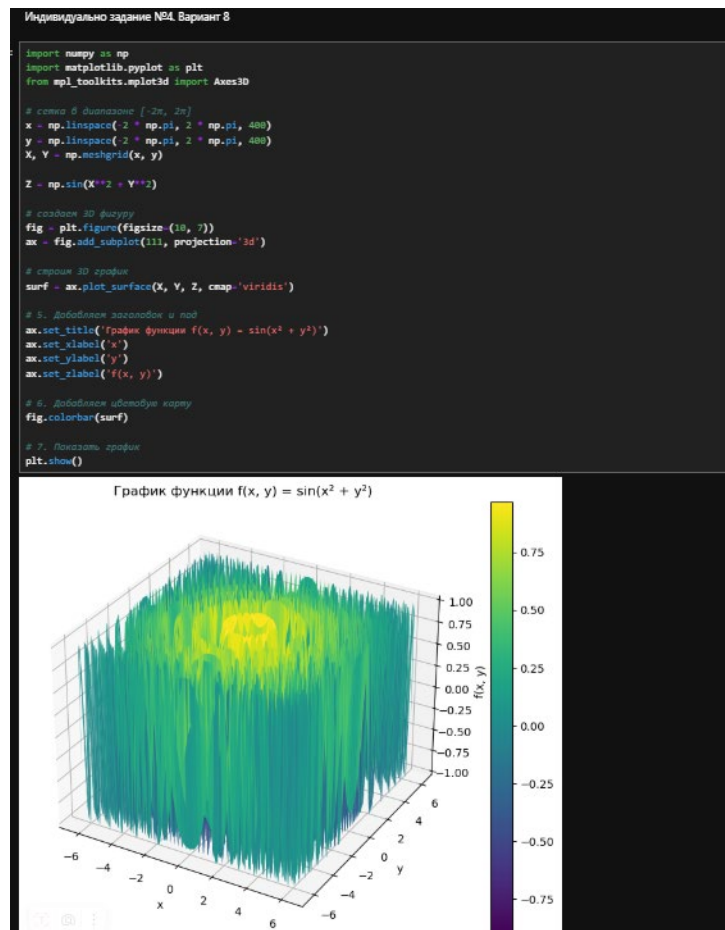 Индивидуально задание №4. Вариант 8
:
import numpy as np
import matplotlib.pyplot as plt
from mpl_toolkits.mplot3d import Axes3D
# сетка в диапазоне [-2π, 2π]
x = np.linspace(-2 * np.pi, 2 * np.pi, 400)
y = np.linspace(-2 * np.pi, 2 * np.pi, 400)
X, Y = np.meshgrid(x, y)
Z = np.sin(X**2 + Y**2)
# создаем 3D фигуру
fig = plt.figure(figsize=(10, 7))
ax = fig.add_subplot(111, projection='3d')
# строим 3D график
surf = ax.plot_surface(X, Y, Z, cmap='viridis')
# 5. Добавляем заголовок и под
ax.set_title('График функции f(x, y) = sin(x² + y²)')
ax.set_xlabel('x')
ax.set_ylabel('y')
ax.set_zlabel('f(x, y)')
# 6. Добавляем цветовую карту
fig.colorbar(surf)
# 7. Показать график
plt.show()
График функции f(x, y) = sin(x² + y²)
1.00
0.75
0.50
0.25
0.00
−0.25
−0.50
−0.75
−1.00
f(x, y)
6
4
2
0
−2
−4
−6
y
−6
−4
−2
0
2
4
6
x
0.75
0.50
0.25
0.00
−0.25
−0.50
−0.75